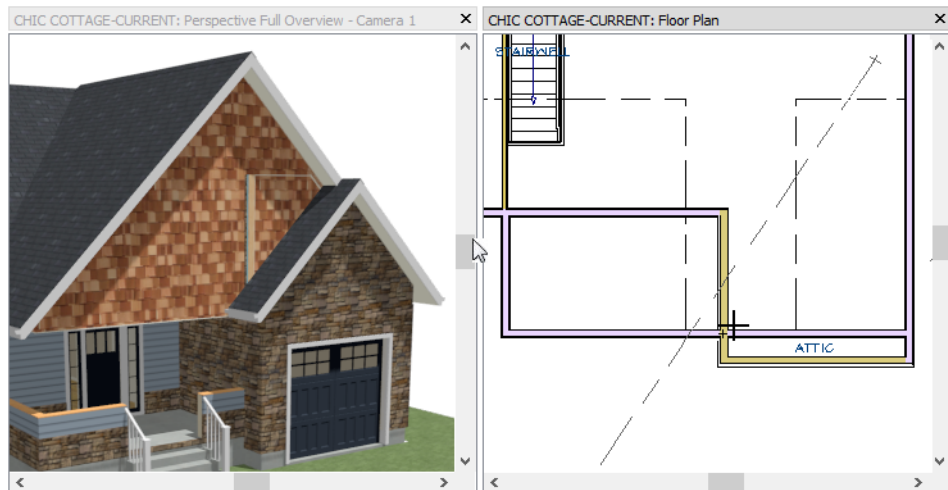 CHIC COTTAGE-CURRENT: Perspective Full Overview - Camera 1
CHIC COTTAGE-CURRENT: Floor Plan
STAIRWELL
ATTIC